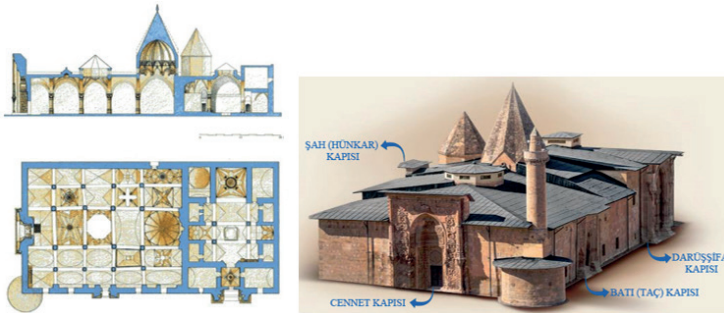 ŞAH (HÜNKAR)
KAPISI
DARÜŞŞİFA
KAPISI
BATI (TAÇ) KAPISI
CENNET KAPISI